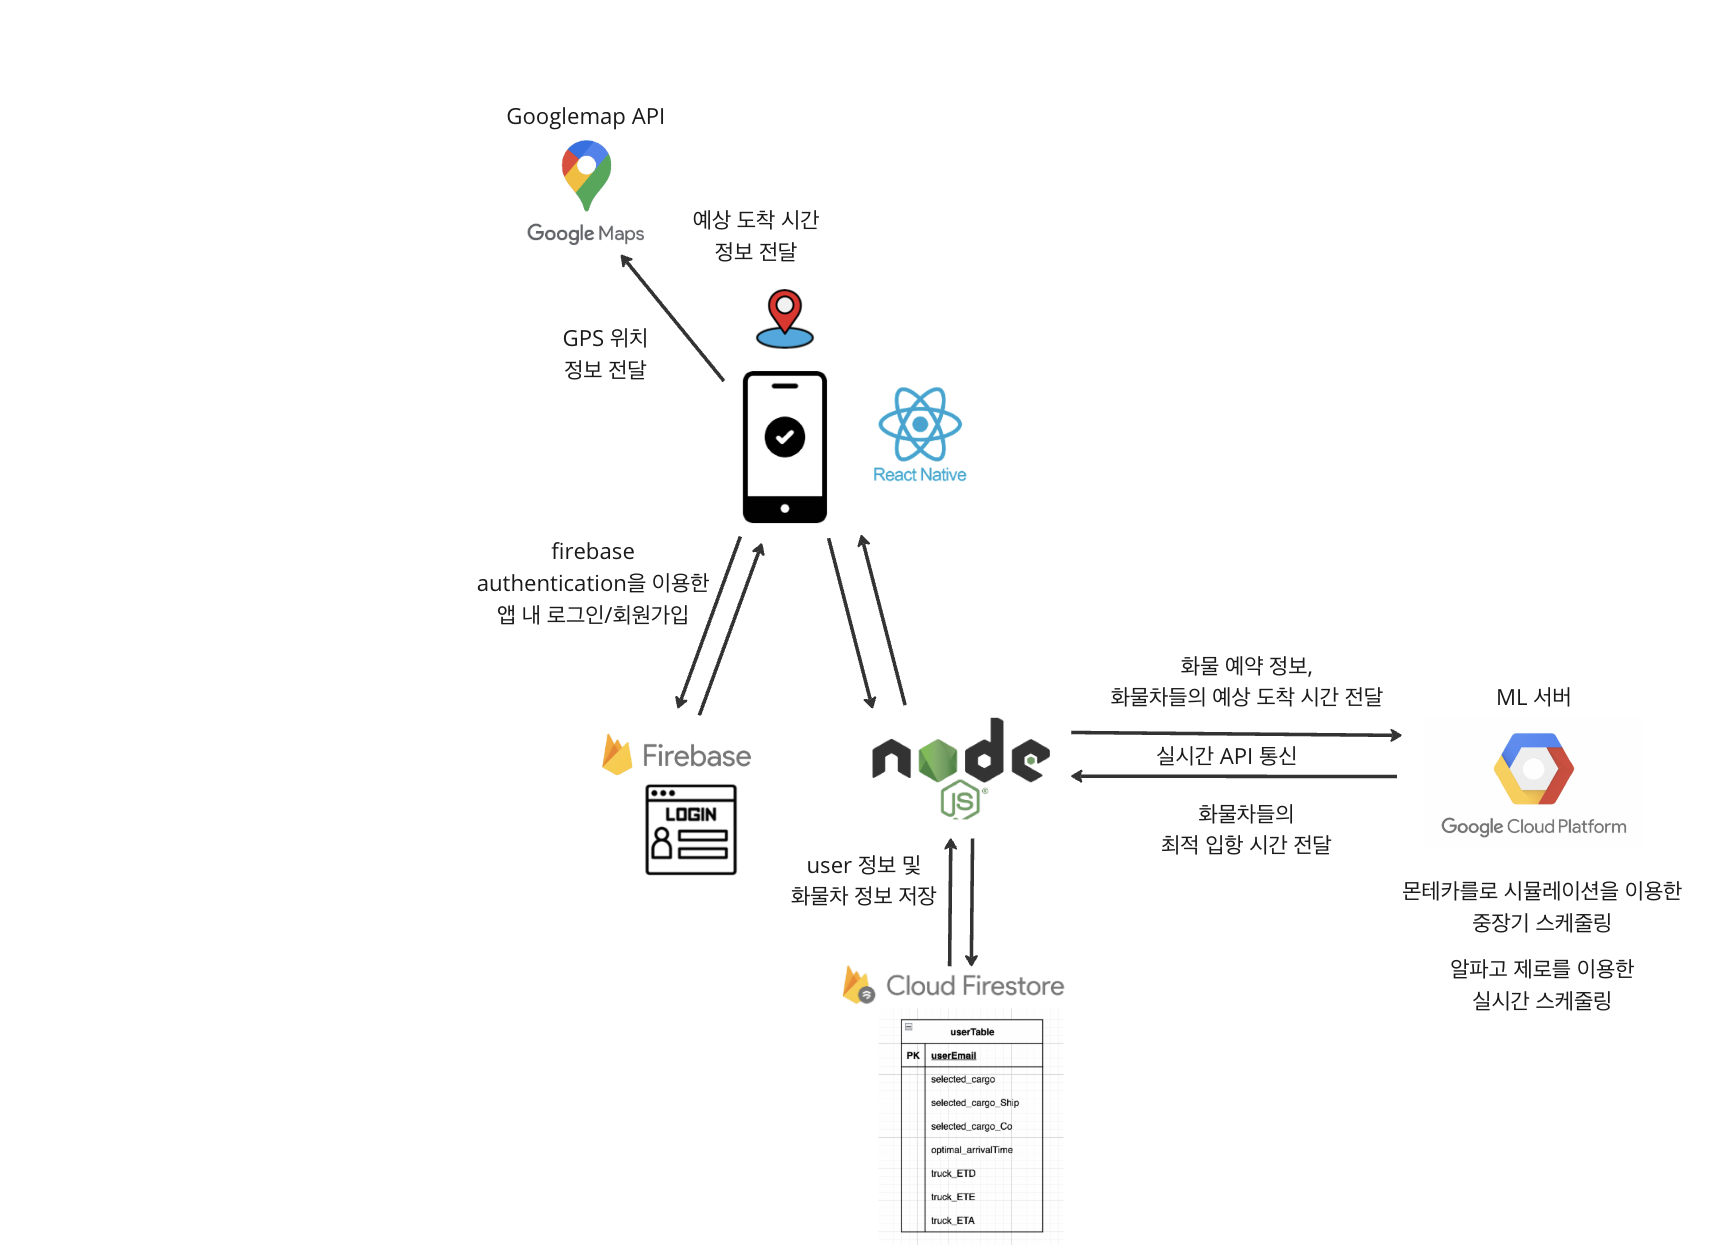 Googlemap API
Google Maps
예상 도착 시간
정보 전달
GPS 위치
정보 전달
React Native
firebase
authentication을 이용한
앱 내 로그인/회원가입
Firebase
LOGIN
node
JS
화물 예약 정보,
화물차들의 예상 도착 시간 전달
실시간 API 통신
화물차들의
최적 입항 시간 전달
ML 서버
Google Cloud Platform
몬테카를로 시뮬레이션을 이용한
중장기 스케줄링
알파고 제로를 이용한
실시간 스케줄링
user 정보 및
화물차 정보 저장
Cloud Firestore
userTable
PK userEmail
selected_cargo
selected_cargo_Ship
selected_cargo_Co
optimal_arrivalTime
truck_ETD
truck_ETE
truck_ETA